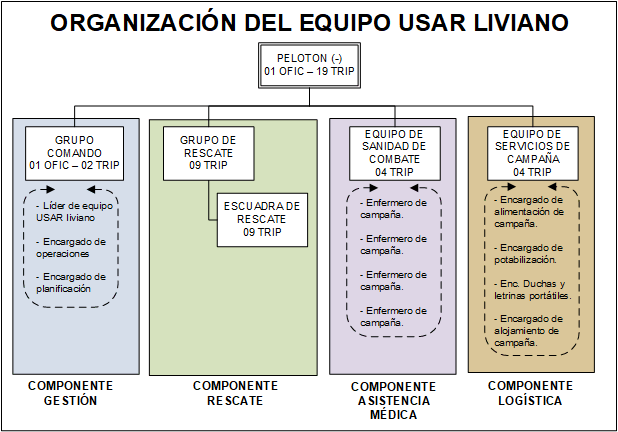 ORGANIZACIÓN DEL EQUIPO USAR LIVIANO
PELOTON (-)
01 OFIC – 19 TRIP
GRUPO
COMANDO
01 OFIC – 02 TRIP
- Líder de equipo
USAR liviano
- Encargado de
operaciones
- Encargado de
planificación
COMPONENTE
GESTIÓN
GRUPO DE
RESCATE
09 TRIP
ESCUADRA DE
RESCATE
09 TRIP
COMPONENTE
RESCATE
EQUIPO DE
SANIDAD DE
COMBATE
04 TRIP
- Enfermero de
campaña.
- Enfermero de
campaña.
- Enfermero de
campaña.
- Enfermero de
campaña.
COMPONENTE
ASISTENCIA
MÉDICA
EQUIPO DE
SERVICIOS DE
CAMPAÑA
04 TRIP
- Encargado de
alimentación de
campaña.
- Encargado de
potabilización.
- Enc. Duchas y
letrinas portátiles.
- Encargado de
alojamiento de
campaña.
COMPONENTE
LOGÍSTICA